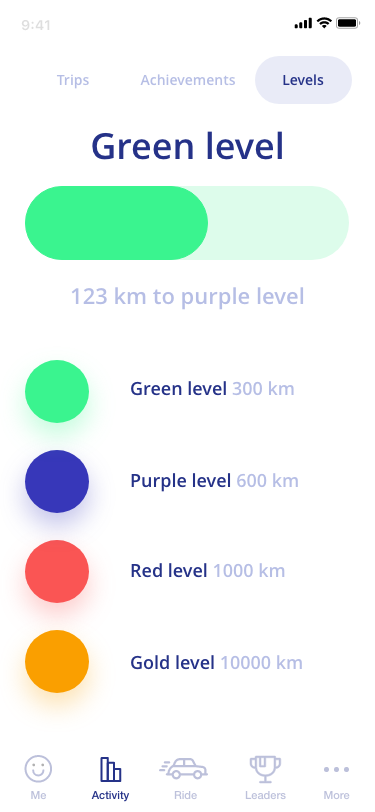 9:41
Trips Achievements Levels
Green level
123 km to purple level
Green level 300 km
Purple level 600 km
Red level 1000 km
Gold level 10000 km
Me Activity Ride Leaders More